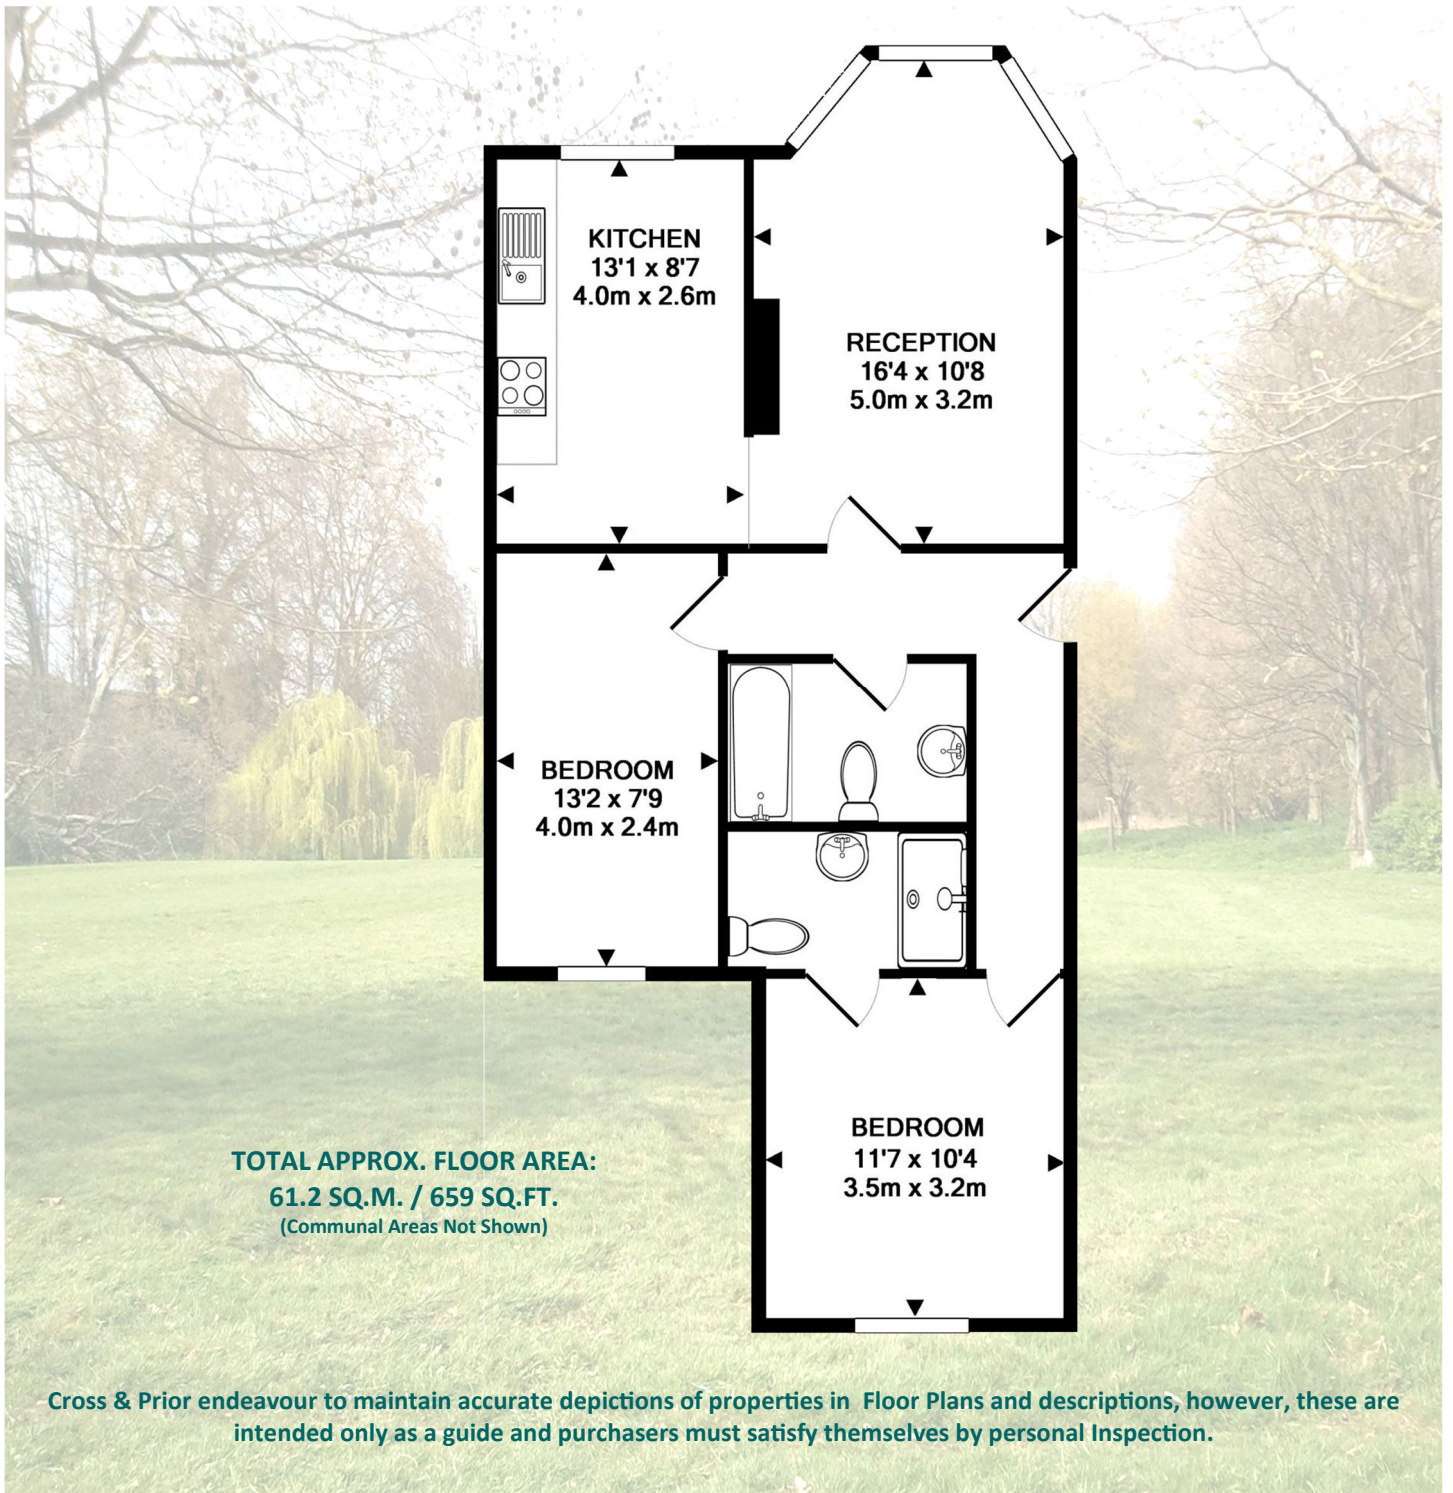 KITCHEN
13'1 x 8'7
4.0m x 2.6m
RECEPTION
16'4 x 10'8
5.0m x 3.2m
BEDROOM
13'2 x 7'9
4.0m x 2.4m
BEDROOM
11'7 x 10'4
3.5m x 3.2m
TOTAL APPROX. FLOOR AREA:
61.2 SQ.M. / 659 SQ.FT.
(Communal Areas Not Shown)
Cross & Prior endeavour to maintain accurate depictions of properties in Floor Plans and descriptions, however, these are
intended only as a guide and purchasers must satisfy themselves by personal Inspection.